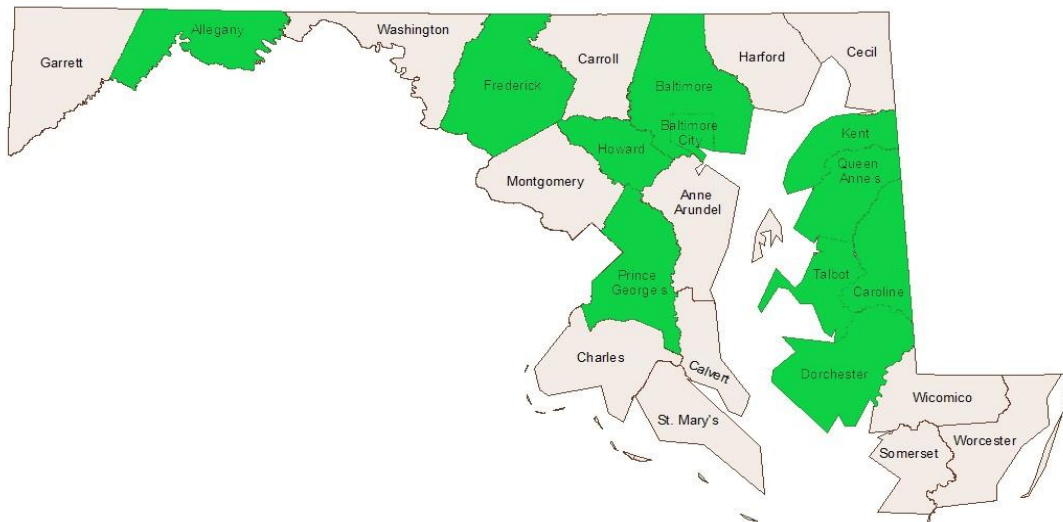 Allegany
Washington
Garrett
Carroll
Harford
Cecil
Frederick
Baltimore
Baltimore
City
Kent
Howard
Queen
Anne's
Montgomery
Anne
Arundel
Prince
George's
Talbot
Caroline
Charles
Calvert
Dorchester
Wicomico
St. Mary's
Worcester
Somerset